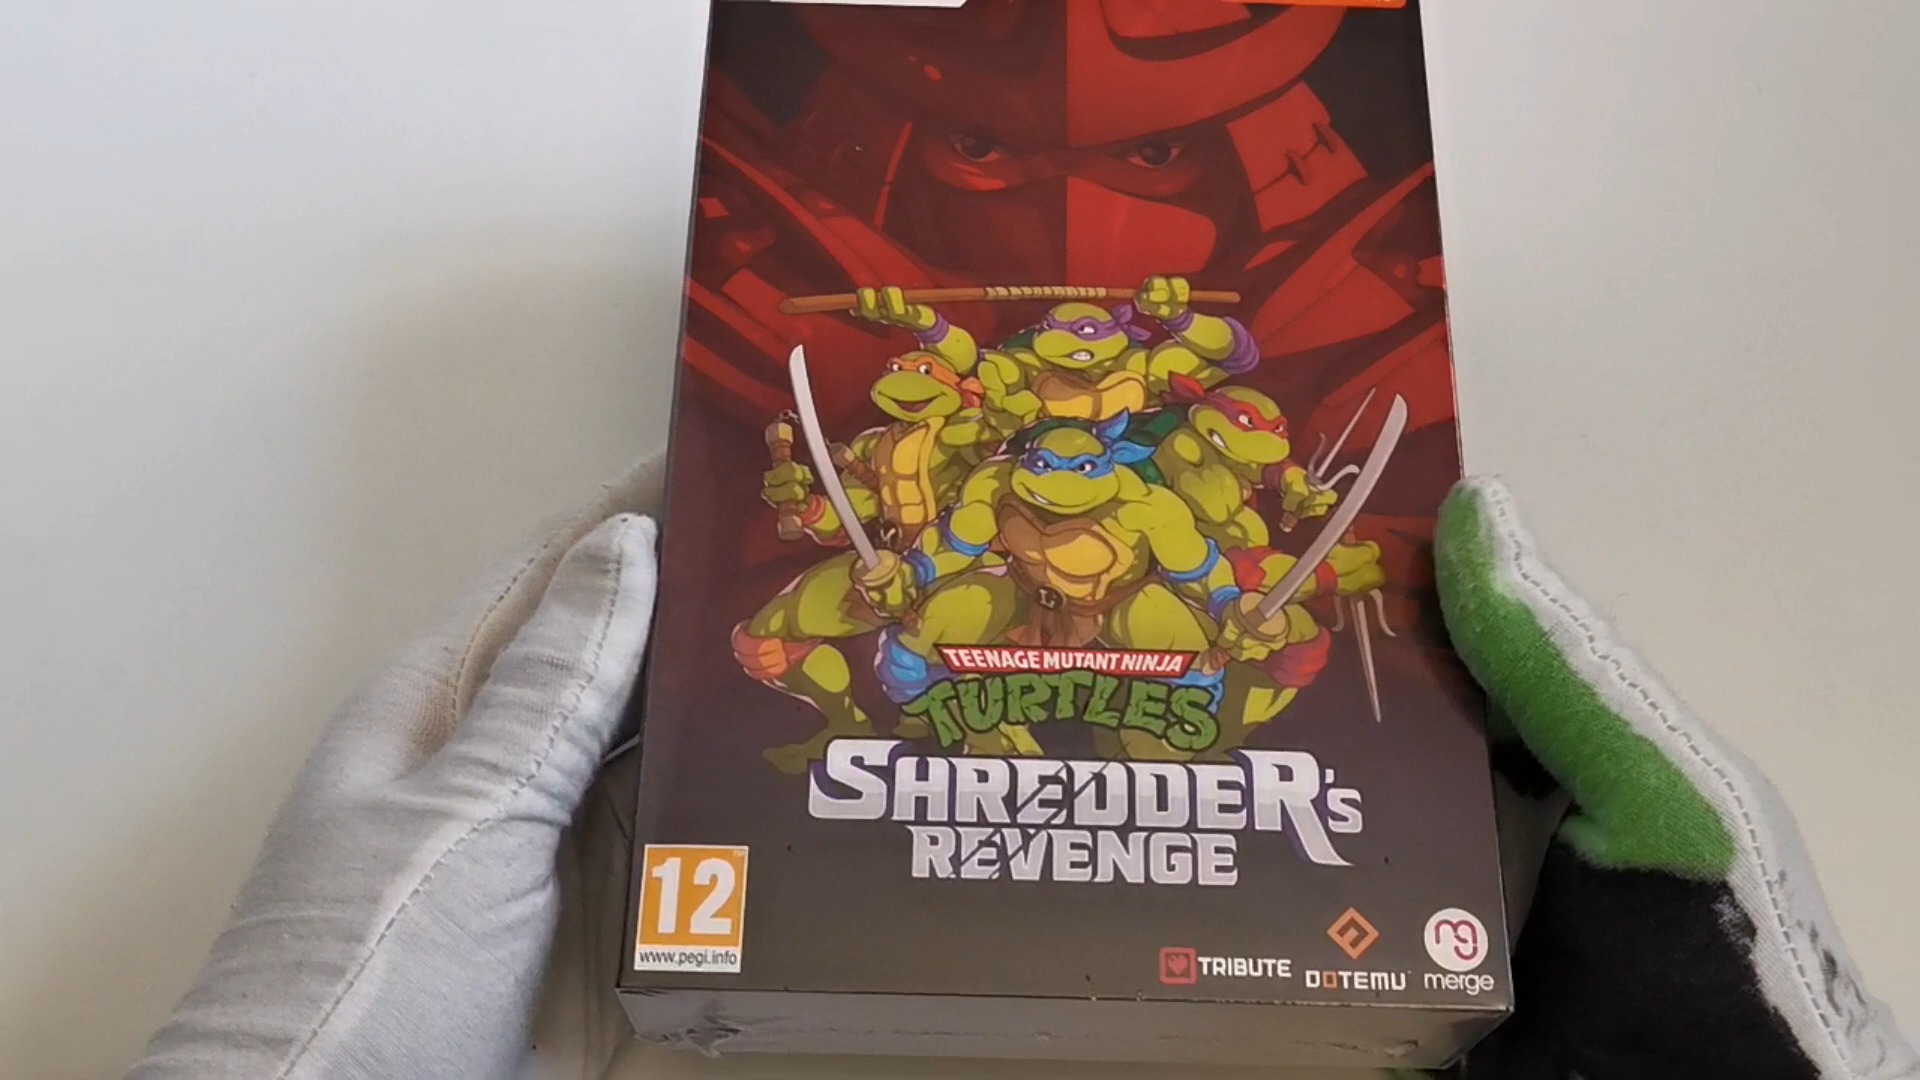 TEENAGE MUTANT NINJA
TURTLES
SHREDDER's
REVENGE
12
www.pegi.info
TRIBUTE
DOTEMU
merge